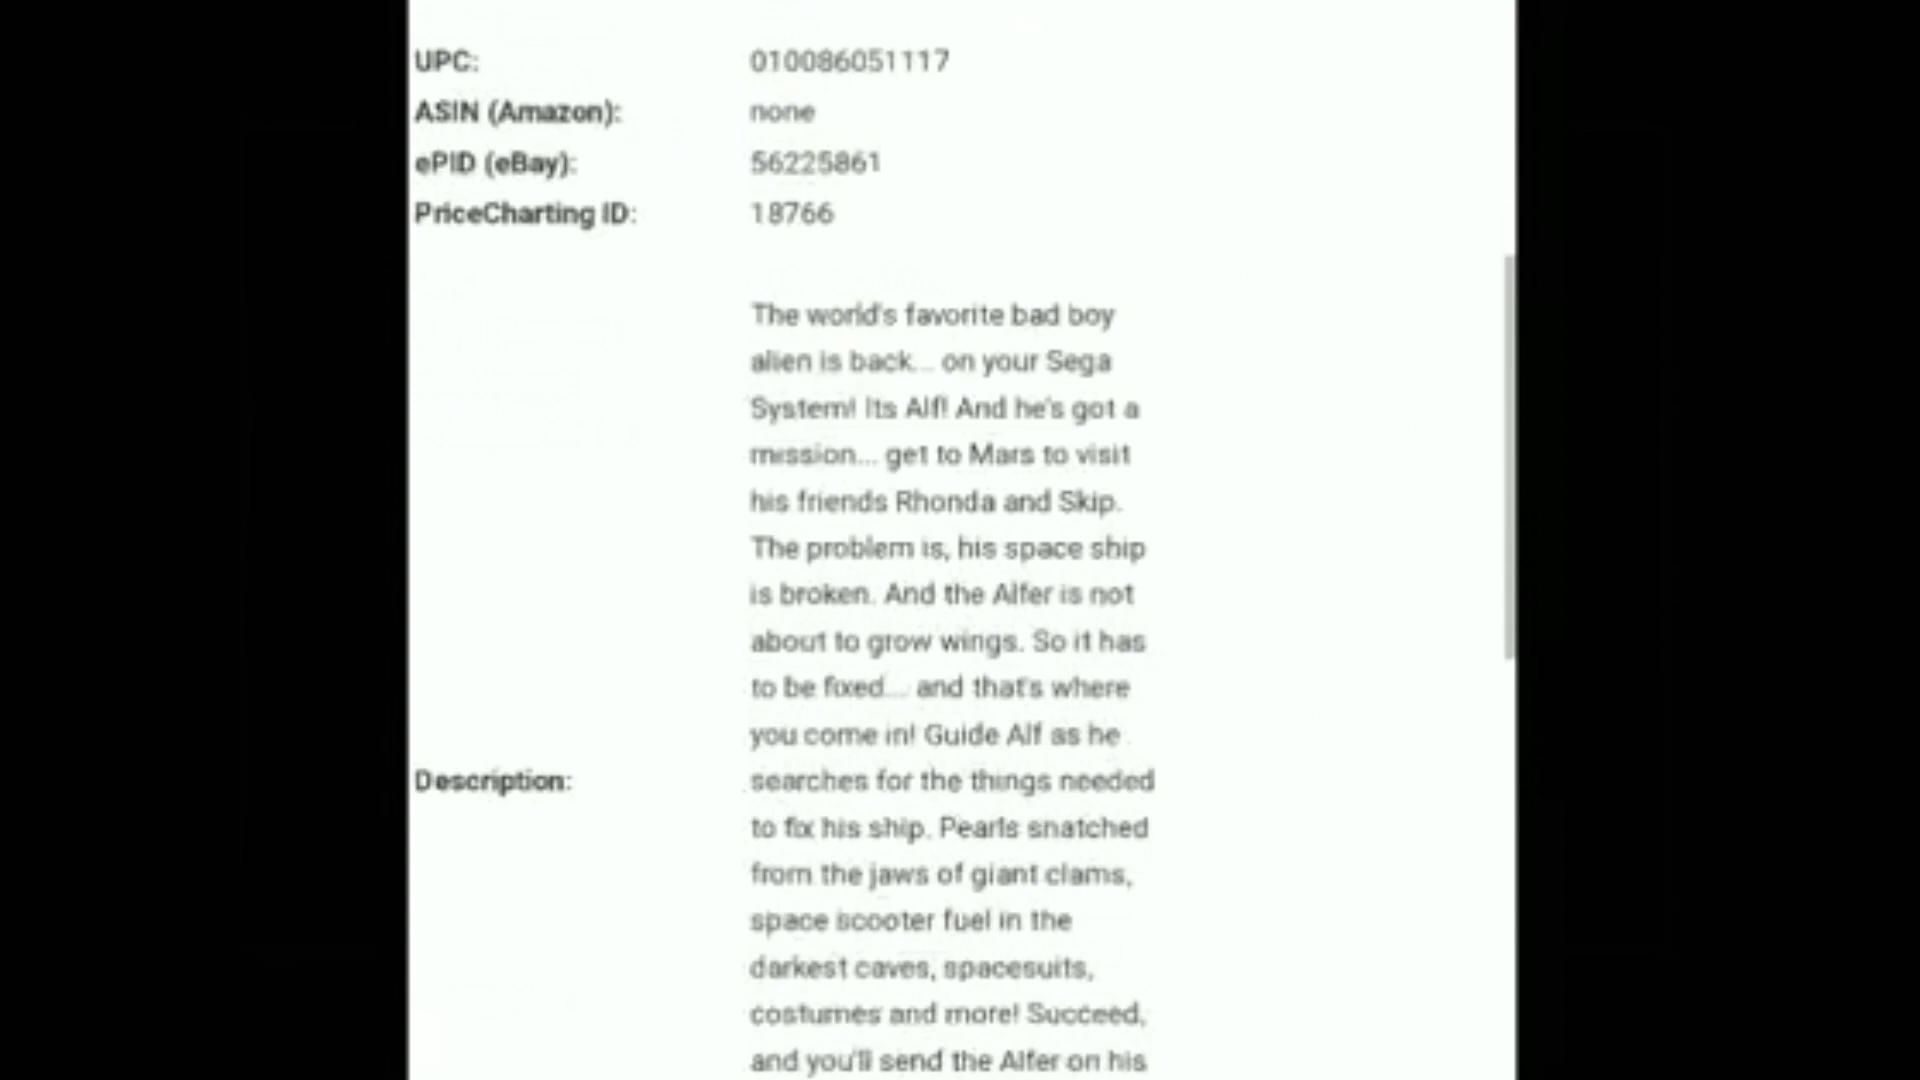 UPC: 010086051117
ASIN (Amazon): none
ePID (eBay): 56225861
PriceCharting ID: 18766
Description:
The world's favorite bad boy
alien is back... on your Sega
System! Its Alf! And he's got a
mission... get to Mars to visit
his friends Rhonda and Skip.
The problem is, his space ship
is broken. And the Alfer is not
about to grow wings. So it has
to be fixed... and that's where
you come in! Guide Alf as he
searches for the things needed
to fix his ship. Pearls snatched
from the jaws of giant clams,
space scooter fuel in the
darkest caves, spacesuits,
costumes and more! Succeed,
and you'll send the Alfer on his